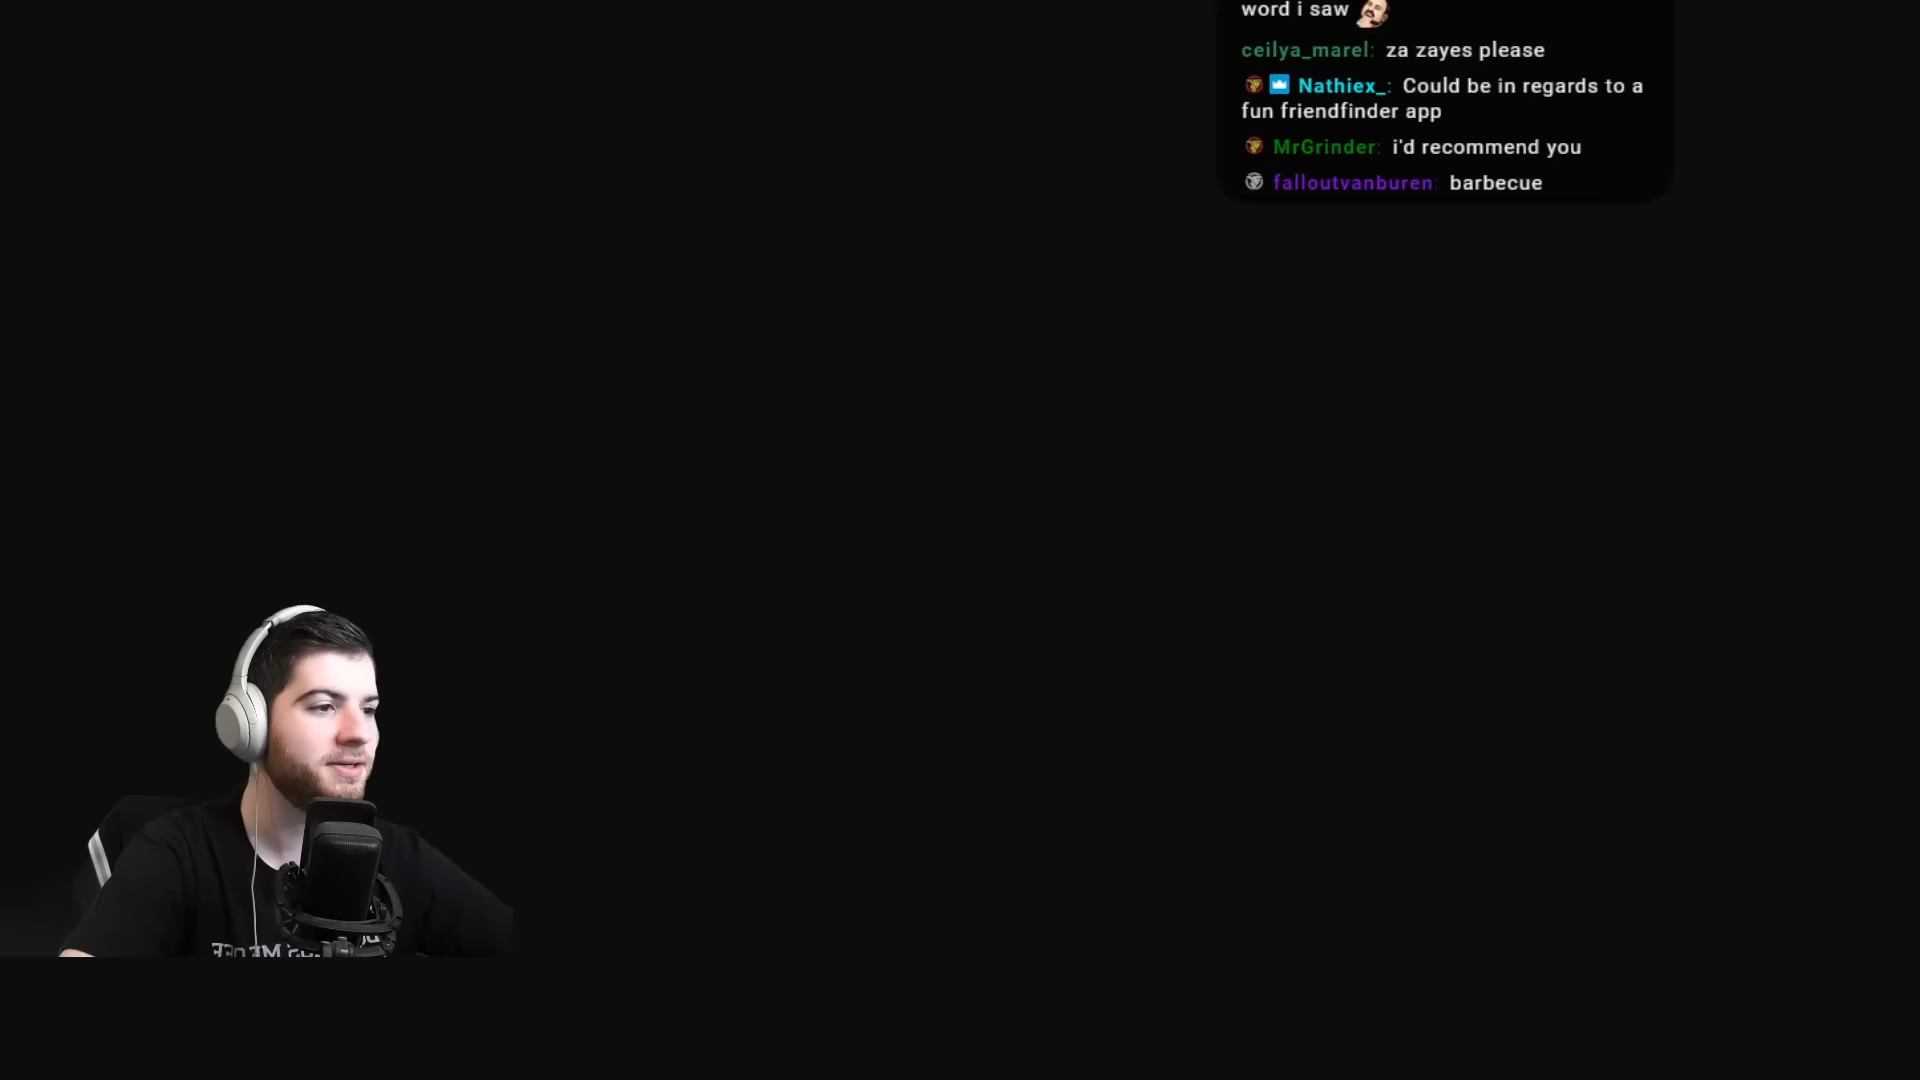 word i saw
ceilya_marel: za zayes please
Nathiex_: Could be in regards to a
fun friendfinder app
MrGrinder: i'd recommend you
falloutvanburen: barbecue